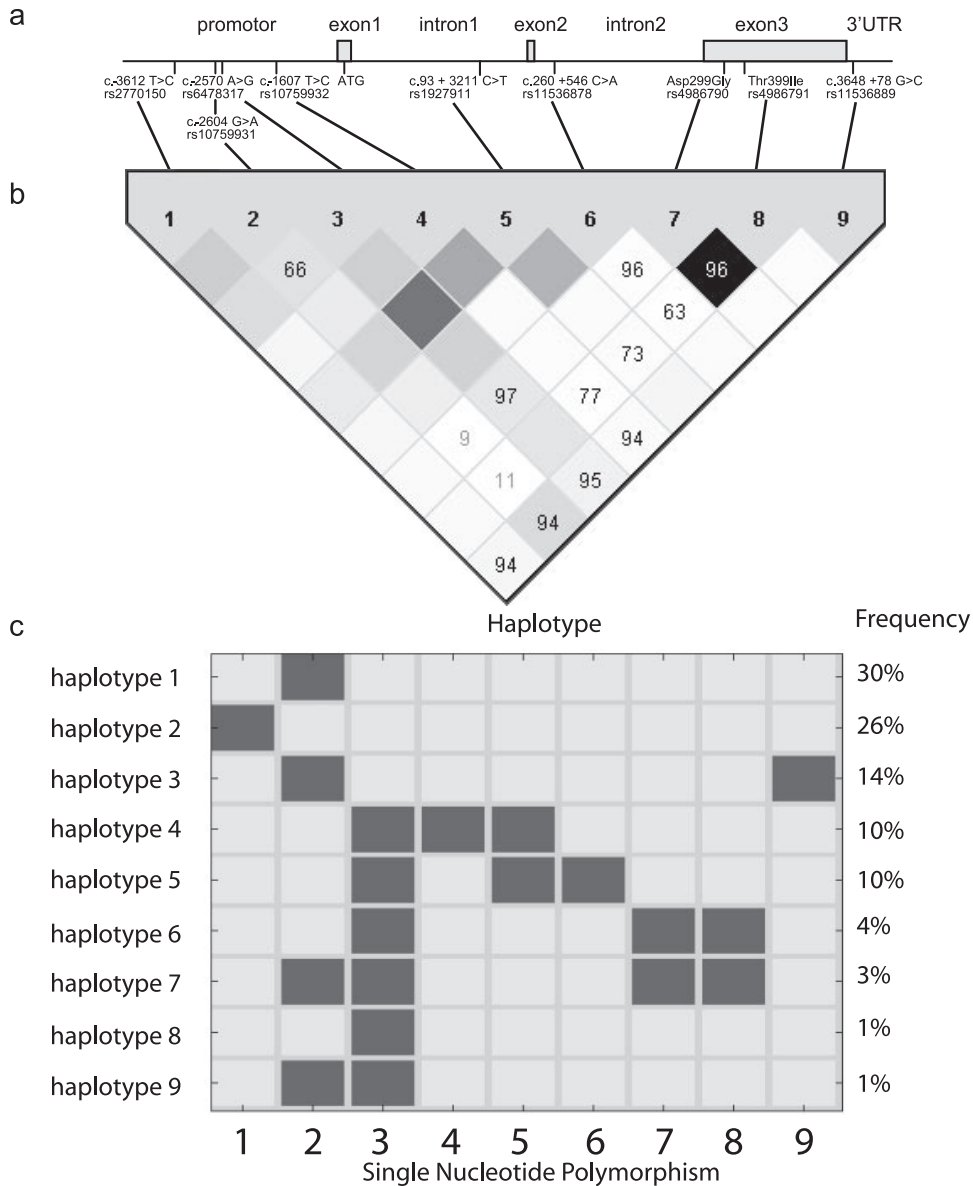 a
promotor exon1 intron1 exon2 intron2 exon3 3'UTR
c.-3612 T>C c.-2570 A>G c.-1607 T>C ATG c.93 + 3211 C>T c.260 +546 C>A Asp299Gly Thr399Ile c.3648 +78 G>C
rs2770150 rs6478317 rs10759932 rs1927911 rs11536878 rs4986790 rs4986791 rs11536889
c.-2604 G>A
rs10759931
b
1 2 3 4 5 6 7 8 9
66 96 96
63
73
97 77
9 94
11 95
94
94
c
Haplotype Frequency
haplotype 1 30%
haplotype 2 26%
haplotype 3 14%
haplotype 4 10%
haplotype 5 10%
haplotype 6 4%
haplotype 7 3%
haplotype 8 1%
haplotype 9 1%
1 2 3 4 5 6 7 8 9
Single Nucleotide Polymorphism